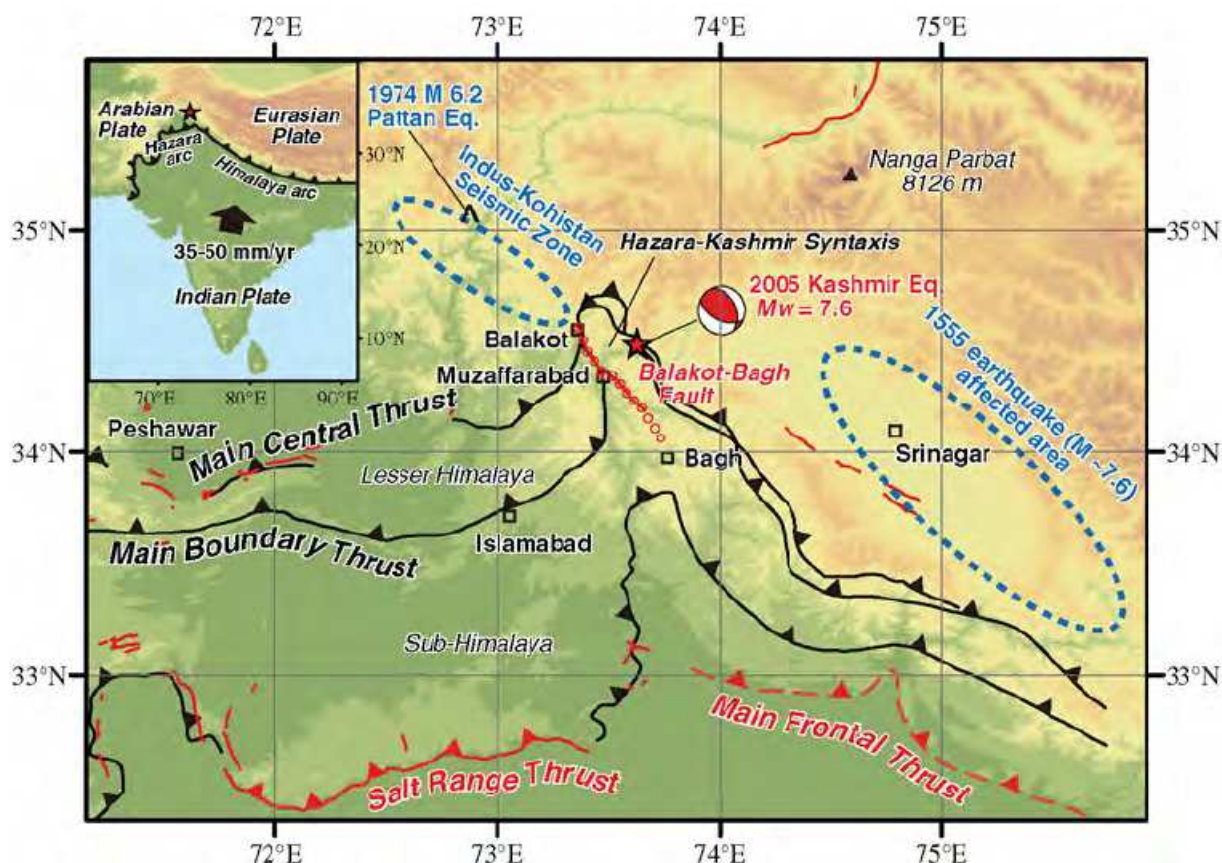 72°E
73°E
74°E
75°E
Arabian
Plate
Eurasian
Plate
Hazara
arc
Himalaya arc
30°N
20°N
10°N
35-50 mm/yr
Indian Plate
70°E
80°E
90°E
1974 M 6.2
Pattan Eq.
Indus-Kohistan
Seismic Zone
Nanga Parbat
8126 m
35°N
35°N
Hazara-Kashmir Syntaxis
2005 Kashmir Eq
Mw = 7.6
Balakot
Muzaffarabad
Balakot-Bagh
Fault
1555 earthquake (M ~7.6)
affected area
Peshawar
Main Central Thrust
Srinagar
34°N
34°N
Lesser Himalaya
Bagh
Main Boundary Thrust
Islamabad
Sub-Himalaya
33°N
33°N
Main Frontal Thrust
Salt Range Thrust
72°E
73°E
74°E
75°E